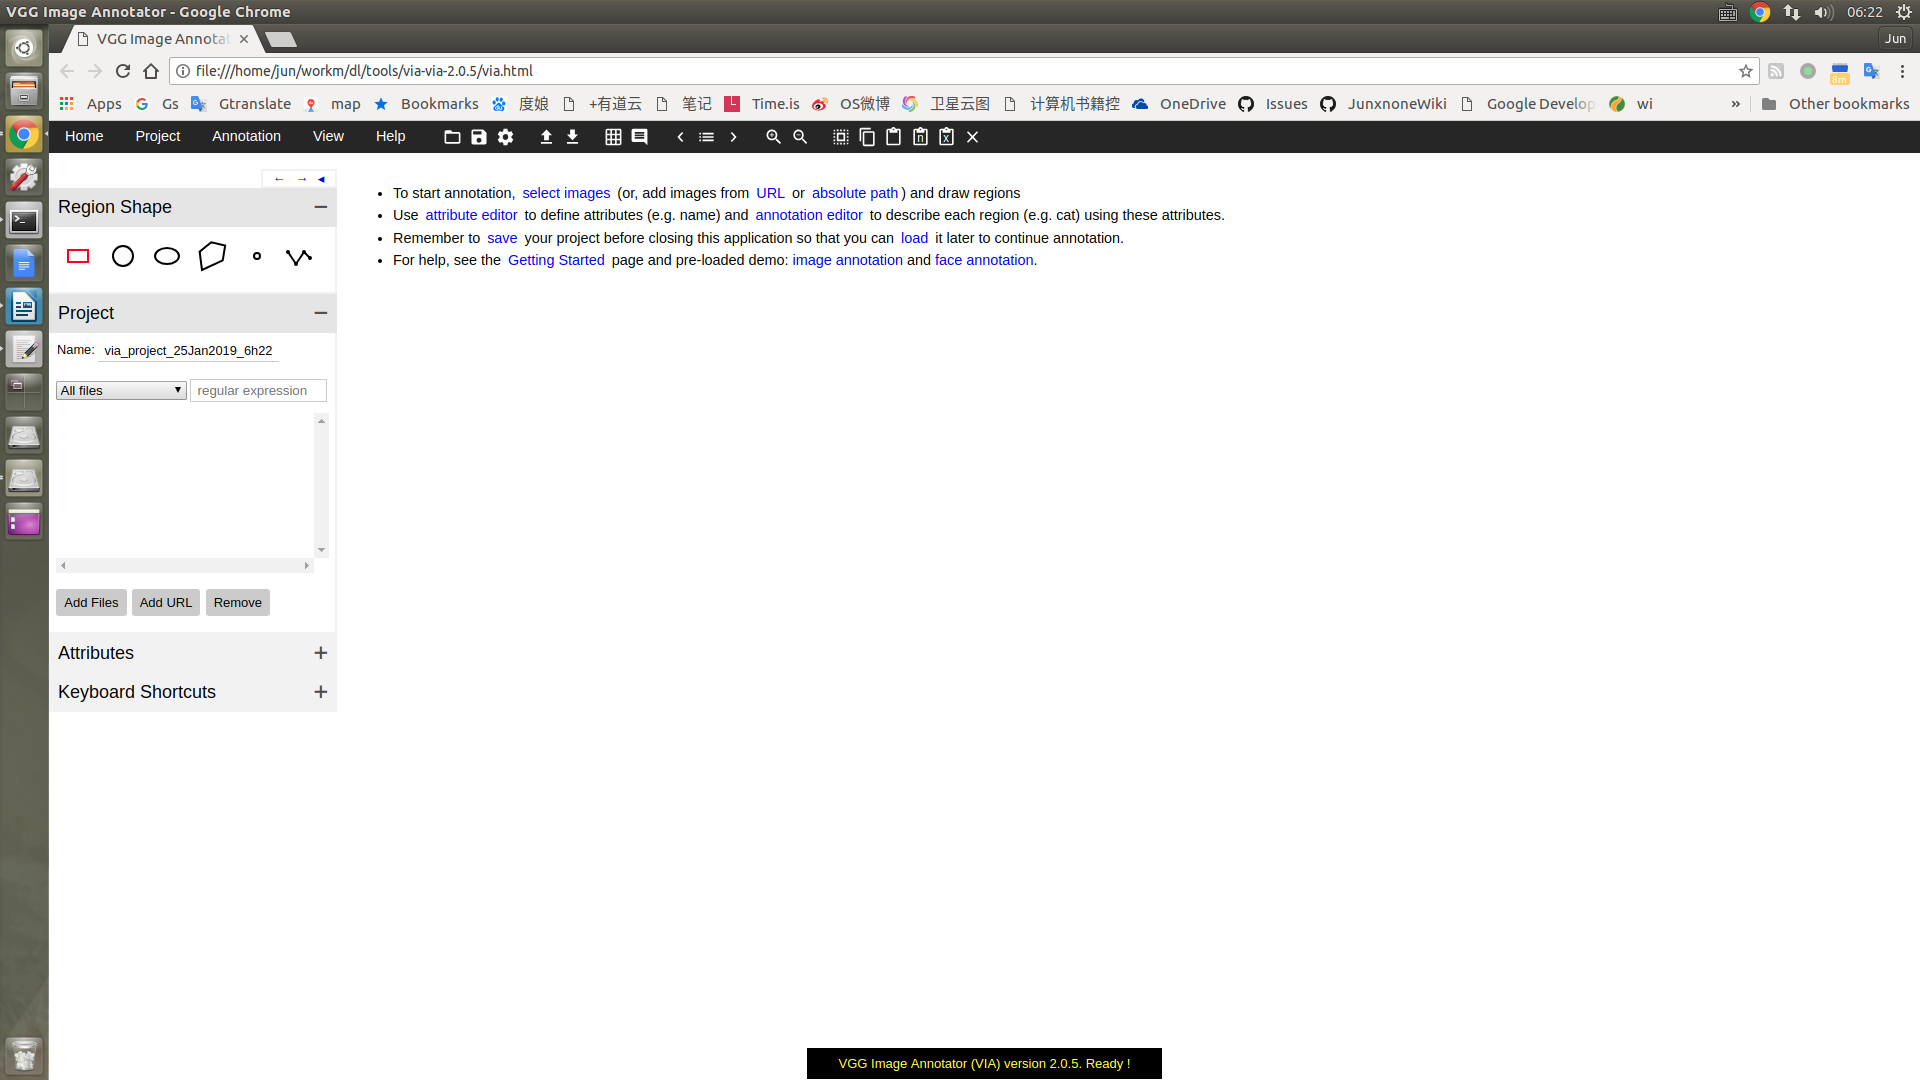 VGG Image Annotator - Google Chrome
06:22
VGG Image Annotat
Jun
file:///home/jun/workm/dl/tools/via-via-2.0.5/via.html
8m
Apps Gs Gtranslate map Bookmarks 度娘 +有道云 笔记 Time.is OS微博 卫星云图 计算机书籍控 OneDrive Issues JunxnoneWiki Google Develop wi » Other bookmarks
Home Project Annotation View Help
Region Shape
Project
Name: via_project_25Jan2019_6h22
All files regular expression
Add Files Add URL Remove
Attributes
Keyboard Shortcuts
To start annotation, select images (or, add images from URL or absolute path) and draw regions
Use attribute editor to define attributes (e.g. name) and annotation editor to describe each region (e.g. cat) using these attributes.
Remember to save your project before closing this application so that you can load it later to continue annotation.
For help, see the Getting Started page and pre-loaded demo: image annotation and face annotation.
VGG Image Annotator (VIA) version 2.0.5. Ready !